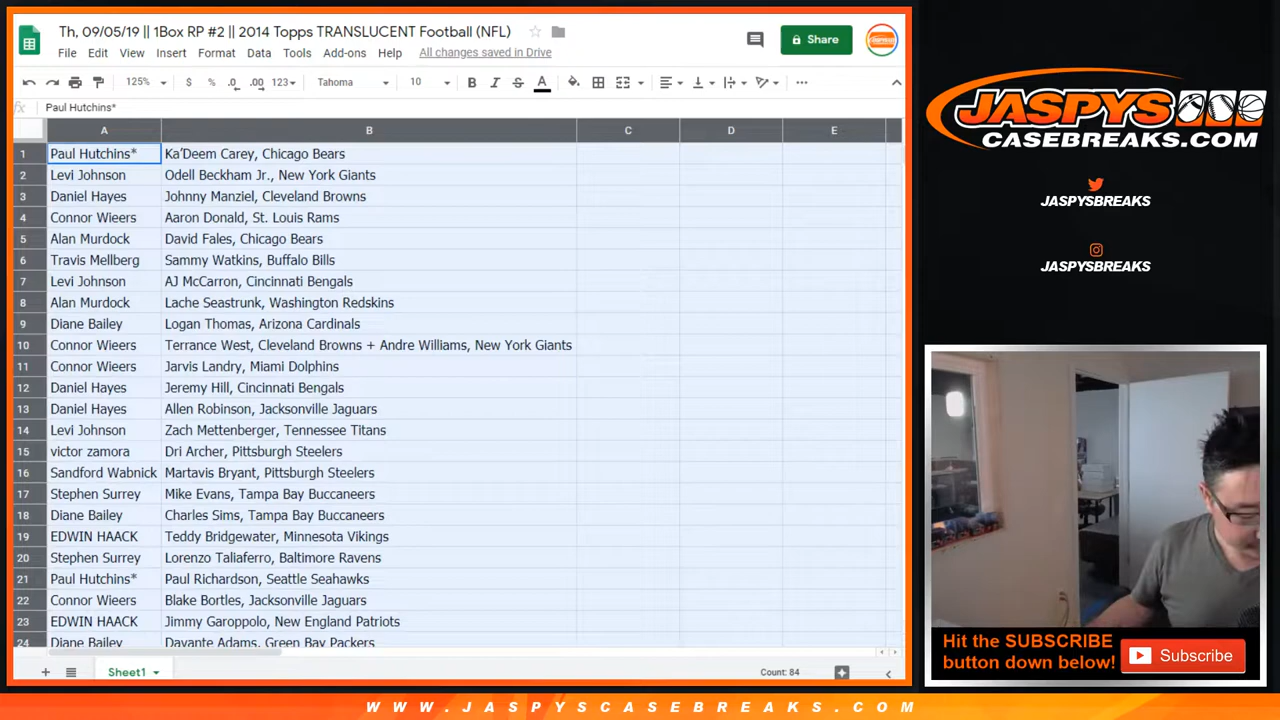 Th, 09/05/19 || 1Box RP #2 || 2014 Topps TRANSLUCENT Football (NFL)
File Edit View Insert Format Data Tools Add-ons Help All changes saved in Drive
Share
125% $ % .0 .00 123 Tahoma 10 B I S A
fx Paul Hutchins*
A B C D E
1 Paul Hutchins* Ka'Deem Carey, Chicago Bears
2 Levi Johnson Odell Beckham Jr., New York Giants
3 Daniel Hayes Johnny Manziel, Cleveland Browns
4 Connor Wieers Aaron Donald, St. Louis Rams
5 Alan Murdock David Fales, Chicago Bears
6 Travis Mellberg Sammy Watkins, Buffalo Bills
7 Levi Johnson AJ McCarron, Cincinnati Bengals
8 Alan Murdock Lache Seastrunk, Washington Redskins
9 Diane Bailey Logan Thomas, Arizona Cardinals
10 Connor Wieers Terrance West, Cleveland Browns + Andre Williams, New York Giants
11 Connor Wieers Jarvis Landry, Miami Dolphins
12 Daniel Hayes Jeremy Hill, Cincinnati Bengals
13 Daniel Hayes Allen Robinson, Jacksonville Jaguars
14 Levi Johnson Zach Mettenberger, Tennessee Titans
15 victor zamora Dri Archer, Pittsburgh Steelers
16 Sandford Wabnick Martavis Bryant, Pittsburgh Steelers
17 Stephen Surrey Mike Evans, Tampa Bay Buccaneers
18 Diane Bailey Charles Sims, Tampa Bay Buccaneers
19 EDWIN HAACK Teddy Bridgewater, Minnesota Vikings
20 Stephen Surrey Lorenzo Taliaferro, Baltimore Ravens
21 Paul Hutchins* Paul Richardson, Seattle Seahawks
22 Connor Wieers Blake Bortles, Jacksonville Jaguars
23 EDWIN HAACK Jimmy Garoppolo, New England Patriots
24 Diane Bailey Davante Adams, Green Bay Packers
Sheet1 Count: 84
JASPYS
CASEBREAKS.COM
JASPYSBREAKS
JASPYSBREAKS
Hit the SUBSCRIBE
button down below!
Subscribe
WWW.JASPYSCASEBREAKS.COM